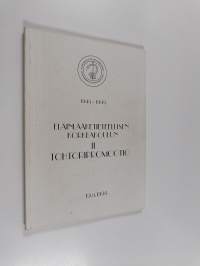 1945 - 1995
ELÄINLÄÄKETIETEELLISEN
KORKEAKOULUN
II
TOHTORIPROMOOTIO